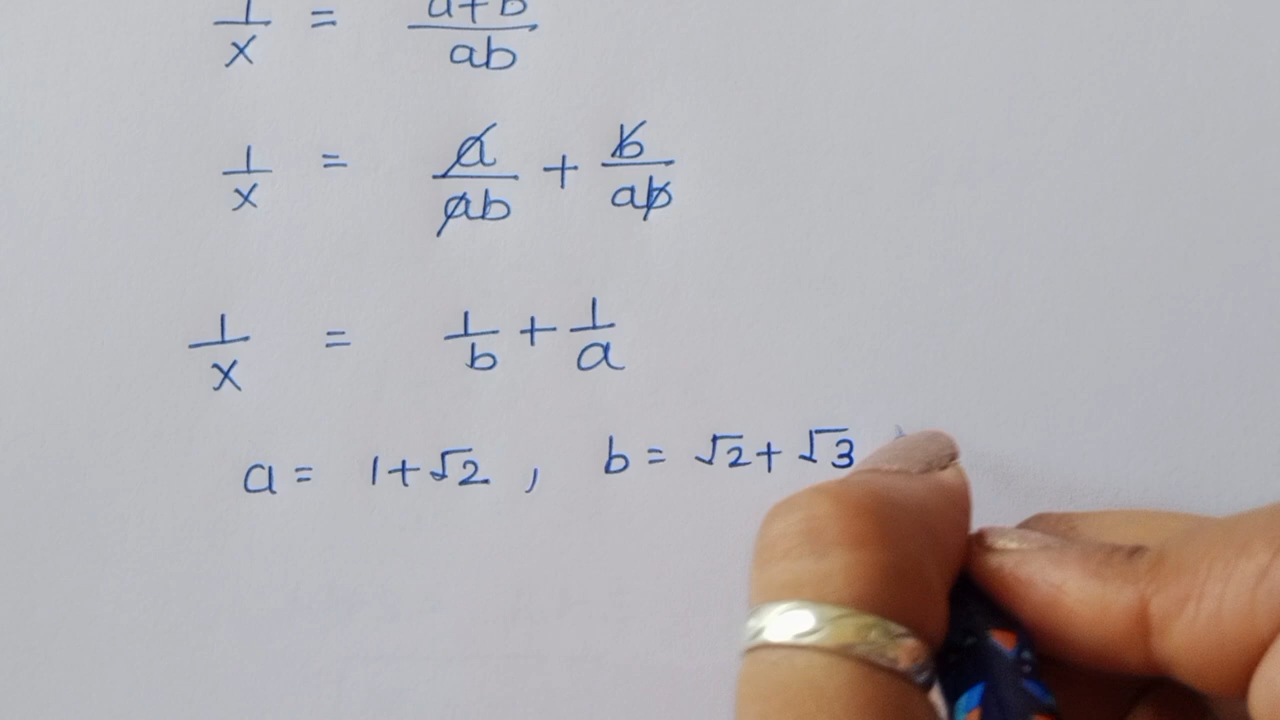 1/x = a+b/ab
1/x = a/ab + b/ab
1/x = 1/b + 1/a
a = 1+√2 , b = √2+ √3